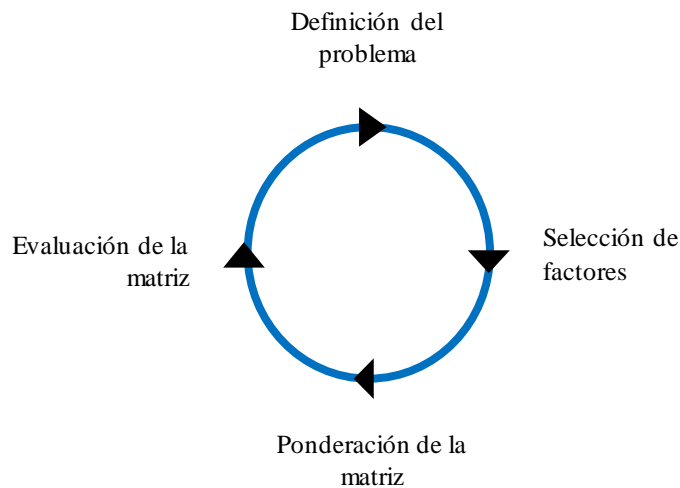 Definición del
problema
Selección de
factores
Ponderación de la
matriz
Evaluación de la
matriz